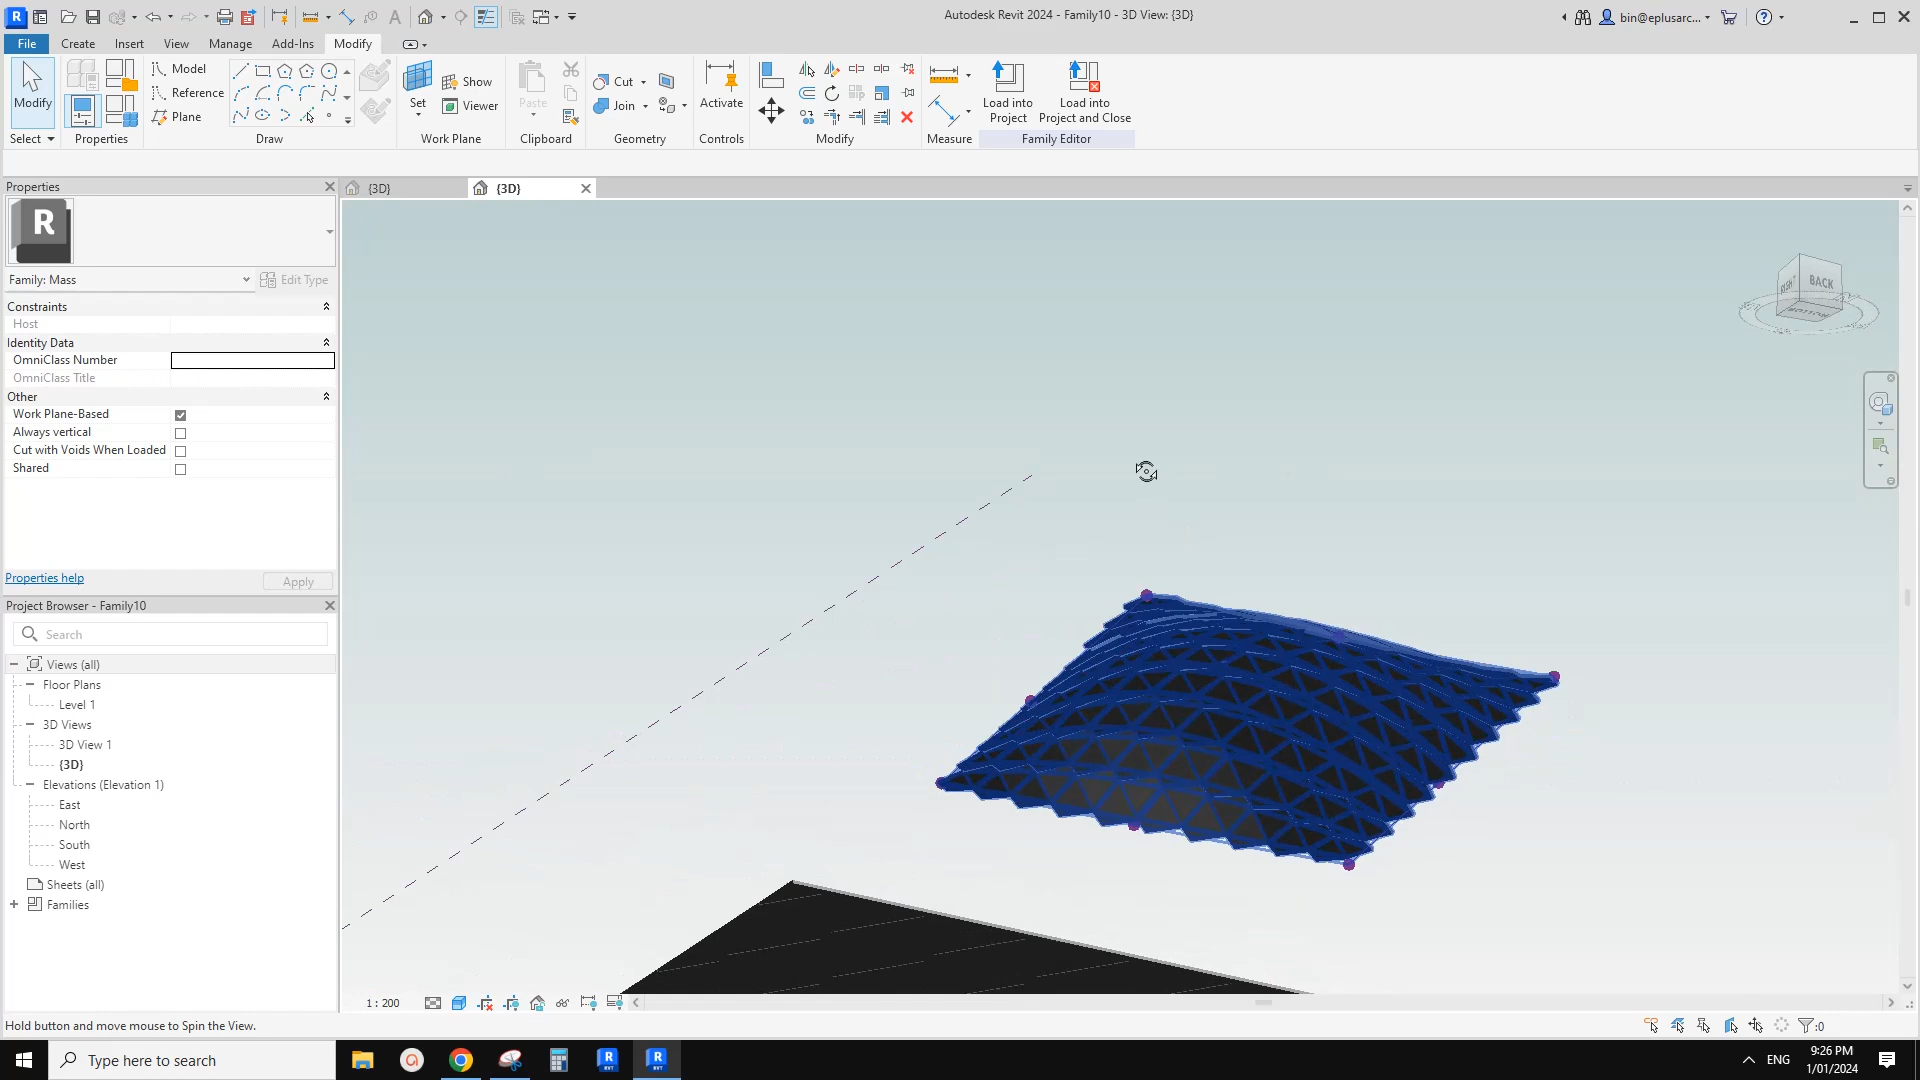 Autodesk Revit 2024 - Family10 - 3D View: {3D}
bin@eplusarc...
File Create Insert View Manage Add-Ins Modify
Modify
Select
Properties
Model
Reference
Plane
Draw
Set
Show
Viewer
Work Plane
Paste
Clipboard
Cut
Join
Geometry
Activate
Controls
Modify
Measure
Load into
Project
Load into
Project and Close
Family Editor
Properties
{3D}
{3D}
R
Family: Mass
Edit Type
Constraints
Host
Identity Data
OmniClass Number
OmniClass Title
Other
Work Plane-Based
Always vertical
Cut with Voids When Loaded
Shared
Properties help
Apply
Project Browser - Family10
Search
Views (all)
Floor Plans
Level 1
3D Views
3D View 1
{3D}
Elevations (Elevation 1)
East
North
South
West
Sheets (all)
Families
RIGHT
BACK
BOTTOM
1 : 200
Hold button and move mouse to Spin the View.
:0
Type here to search
ENG
9:26 PM
1/01/2024